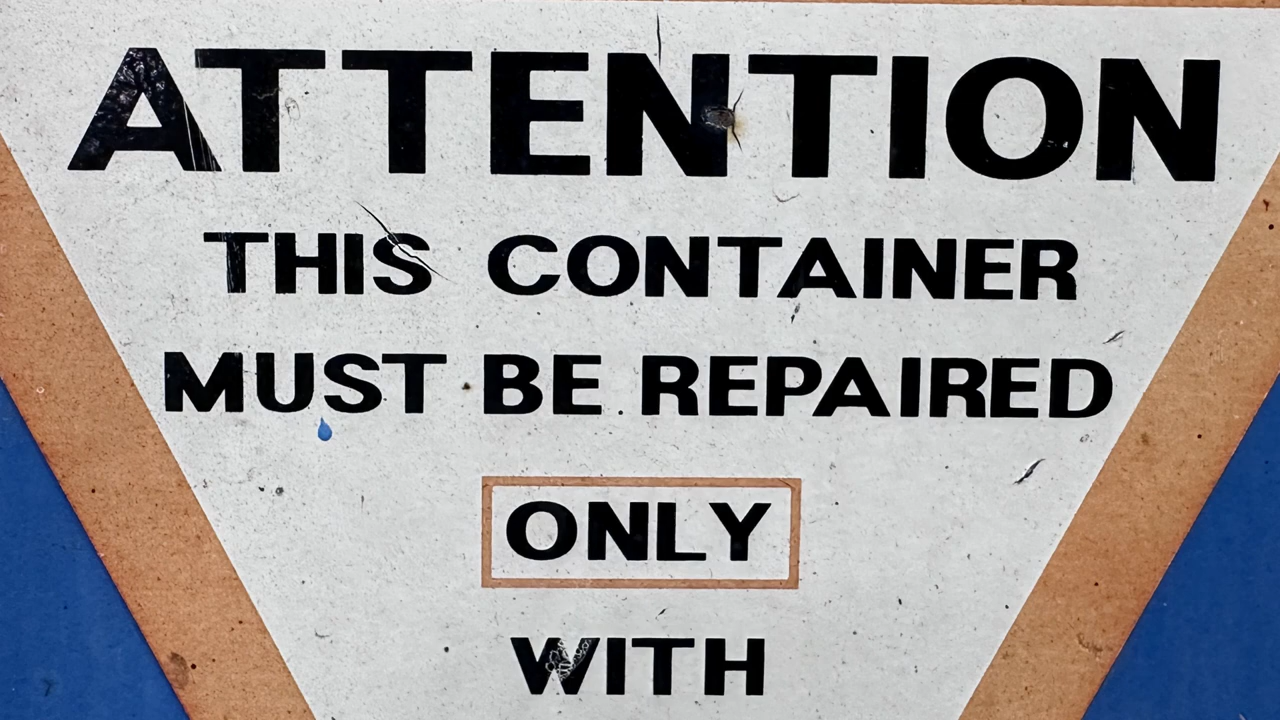 ATTENTION
THIS CONTAINER
MUST BE REPAIRED
ONLY
WITH